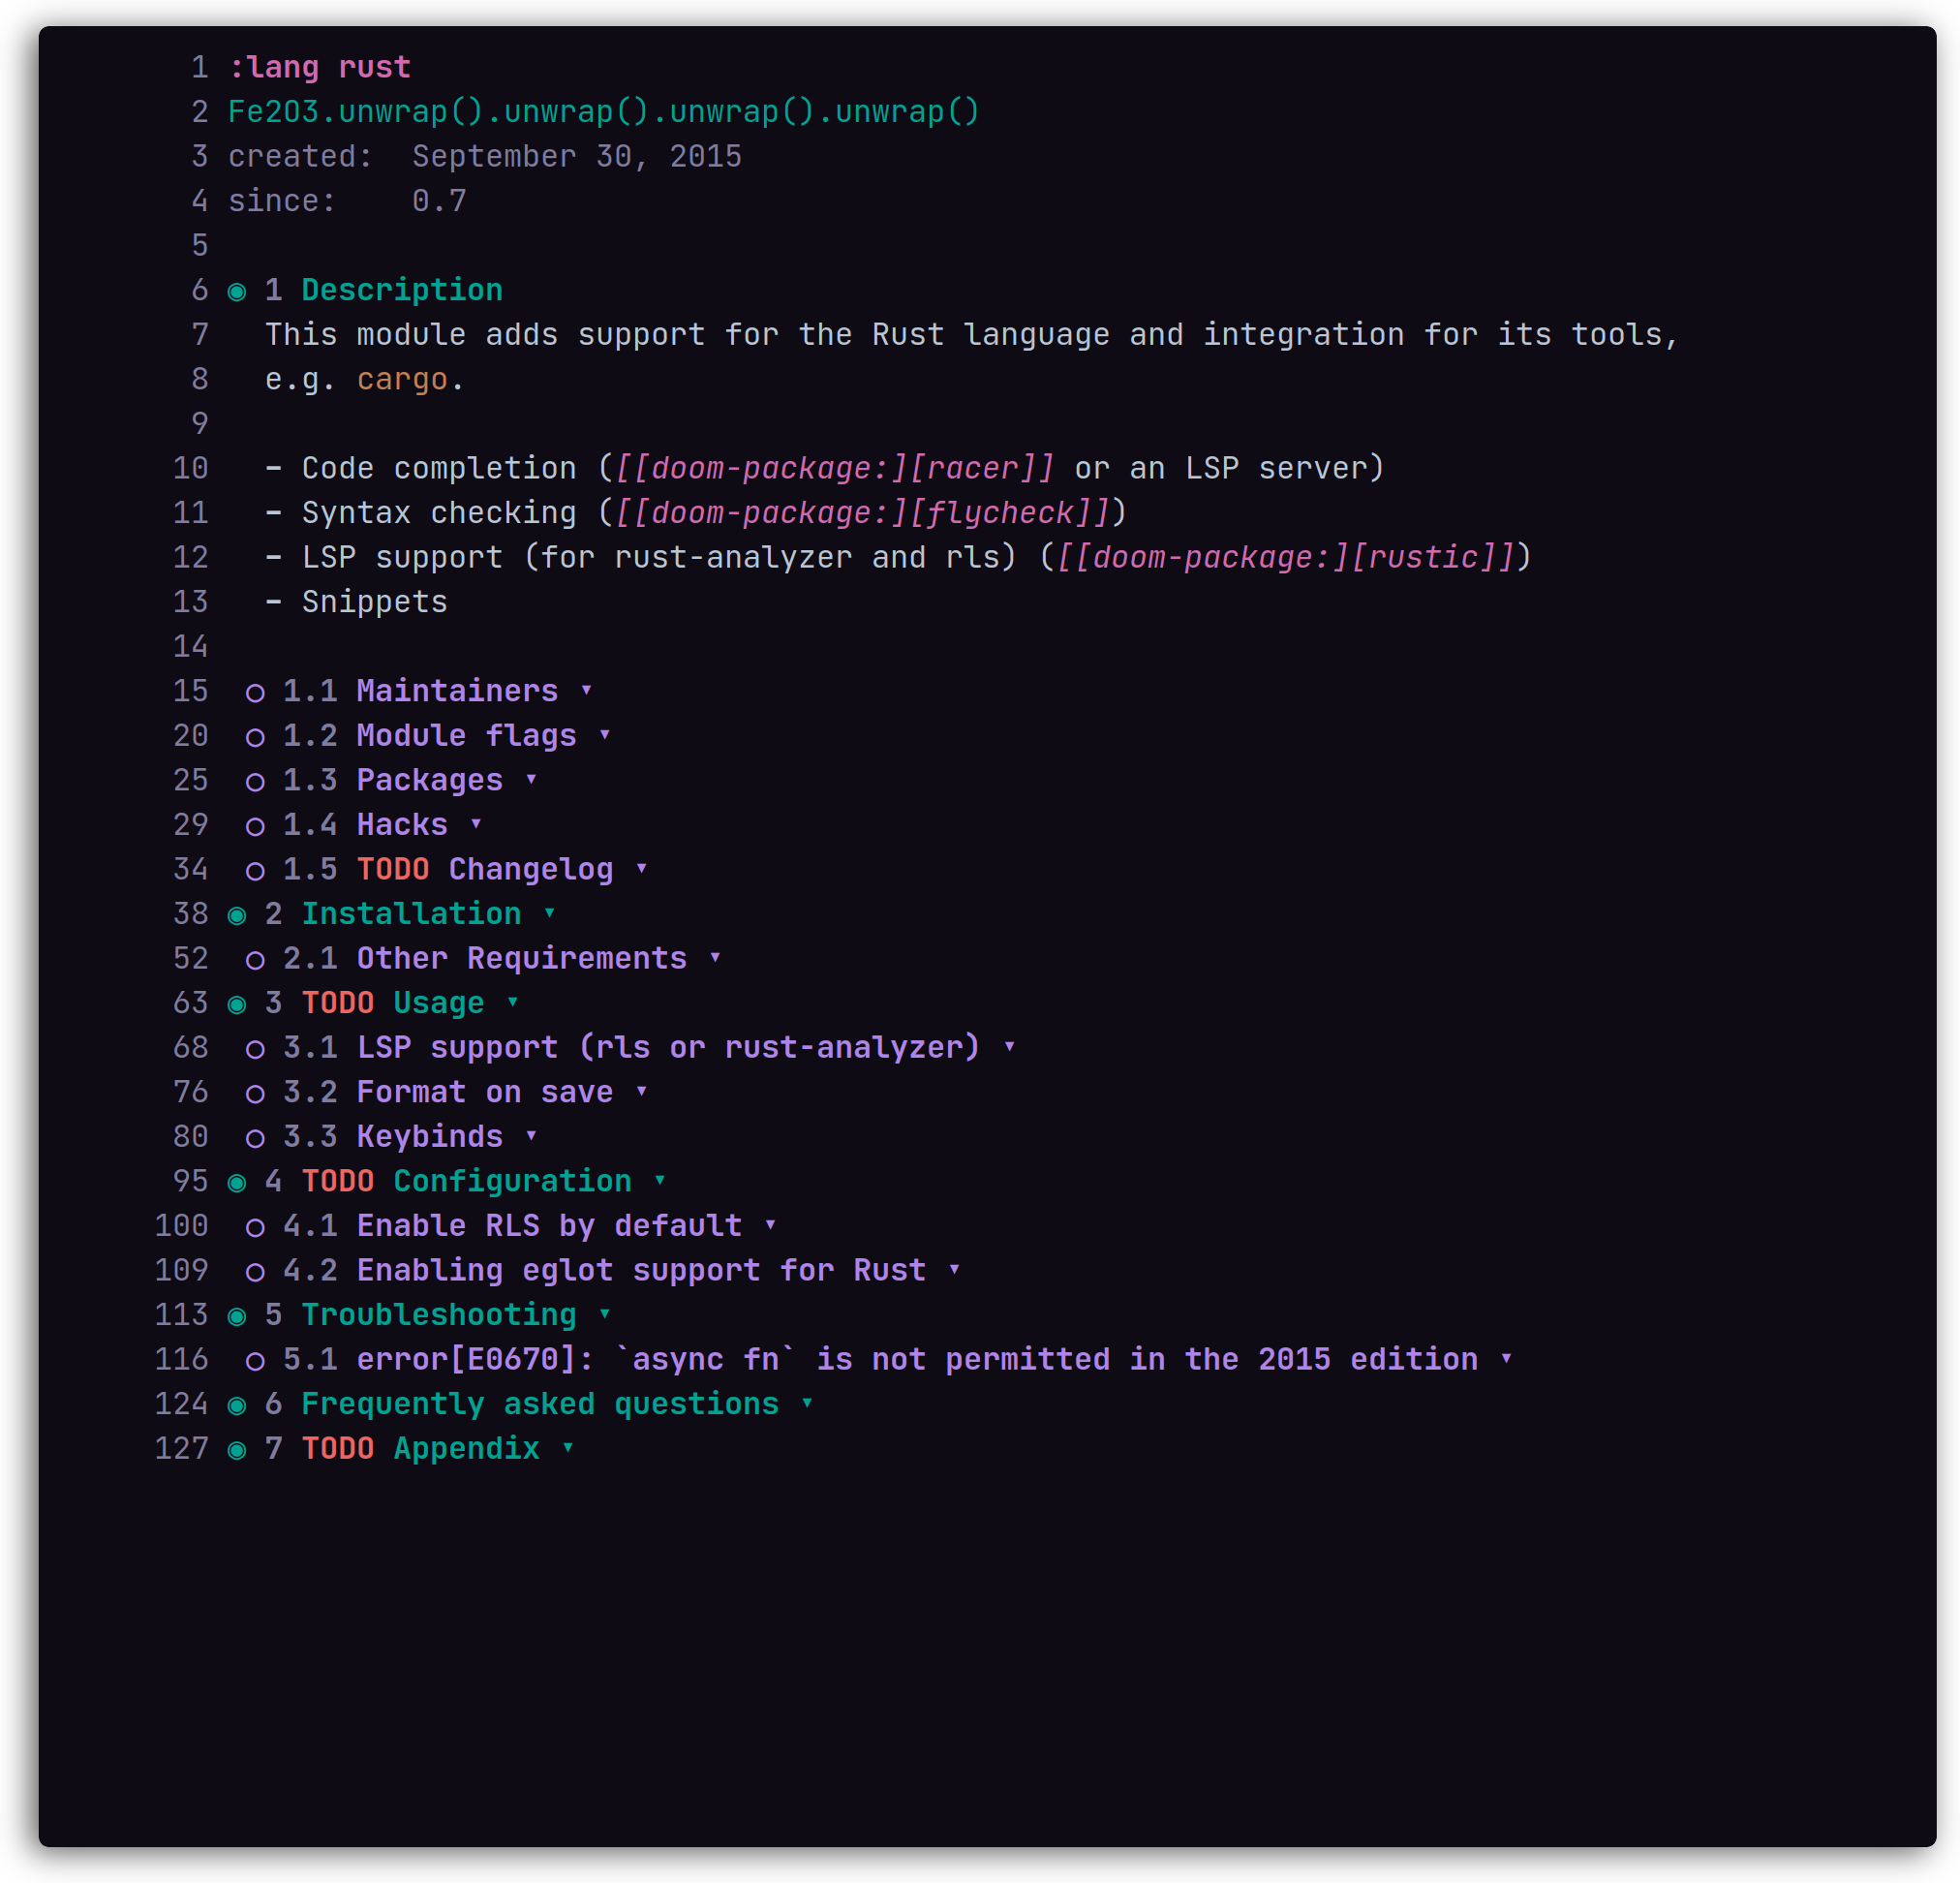 1 :lang rust
2 Fe2O3.unwrap().unwrap().unwrap().unwrap()
3 created:  September 30, 2015
4 since:    0.7
5
6 ◉ 1 Description
7   This module adds support for the Rust language and integration for its tools,
8   e.g. cargo.
9
10   - Code completion ([[doom-package:][racer]] or an LSP server)
11   - Syntax checking ([[doom-package:][flycheck]])
12   - LSP support (for rust-analyzer and rls) ([[doom-package:][rustic]])
13   - Snippets
14
15  ○ 1.1 Maintainers ▾
20  ○ 1.2 Module flags ▾
25  ○ 1.3 Packages ▾
29  ○ 1.4 Hacks ▾
34  ○ 1.5 TODO Changelog ▾
38 ◉ 2 Installation ▾
52  ○ 2.1 Other Requirements ▾
63 ◉ 3 TODO Usage ▾
68  ○ 3.1 LSP support (rls or rust-analyzer) ▾
76  ○ 3.2 Format on save ▾
80  ○ 3.3 Keybinds ▾
95 ◉ 4 TODO Configuration ▾
100  ○ 4.1 Enable RLS by default ▾
109  ○ 4.2 Enabling eglot support for Rust ▾
113 ◉ 5 Troubleshooting ▾
116  ○ 5.1 error[E0670]: `async fn` is not permitted in the 2015 edition ▾
124 ◉ 6 Frequently asked questions ▾
127 ◉ 7 TODO Appendix ▾